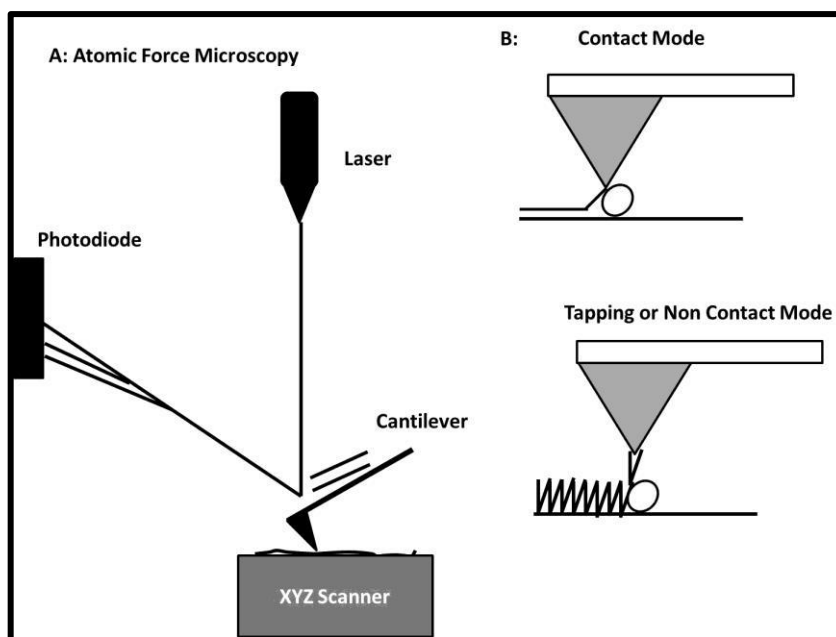 A: Atomic Force Microscopy
Laser
Photodiode
Cantilever
XYZ Scanner
B:
Contact Mode
Tapping or Non Contact Mode